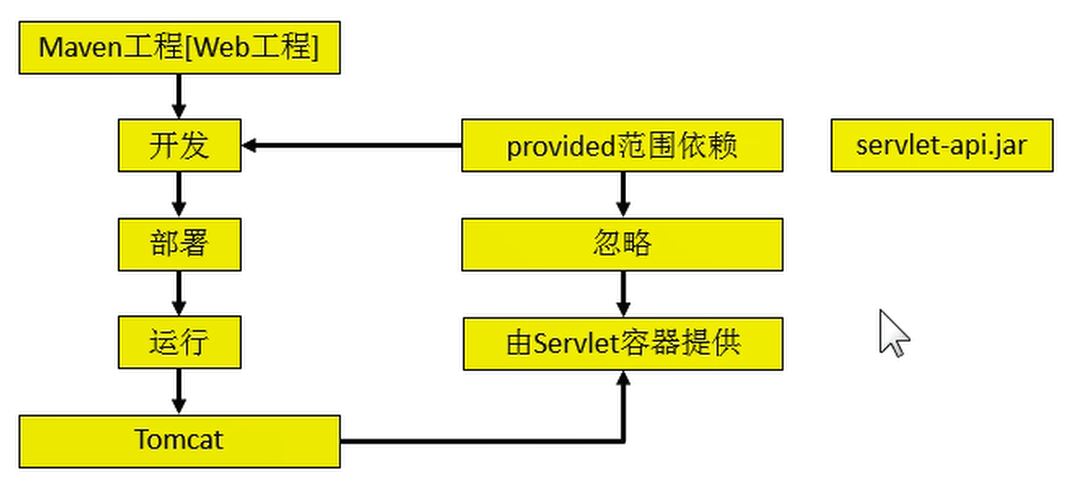 Maven工程[Web工程]
开发
provided范围依赖
servlet-api.jar
部署
忽略
运行
由Servlet容器提供
Tomcat